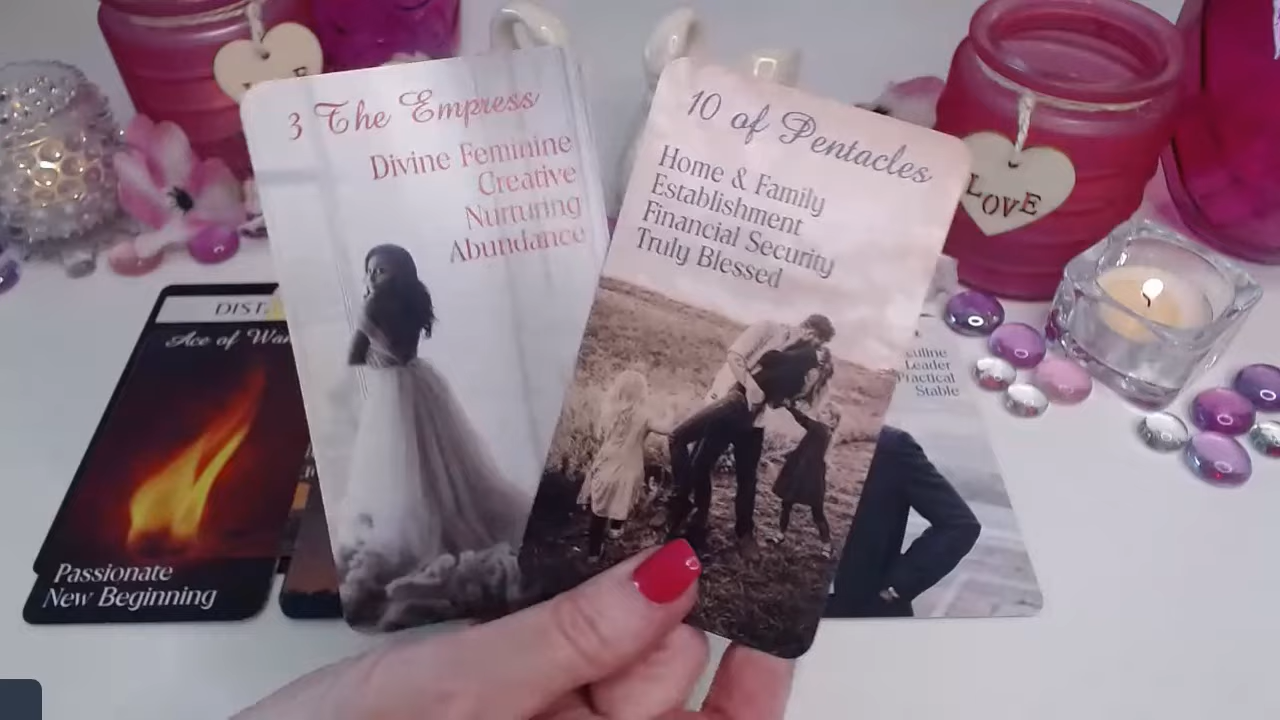 3 The Empress
Divine Feminine
Creative
Nurturing
Abundance
10 of Pentacles
Home & Family
Establishment
Financial Security
Truly Blessed
LOVE
DIST
Ace of
Passionate
New Beginning
Leader
Practical
Stable